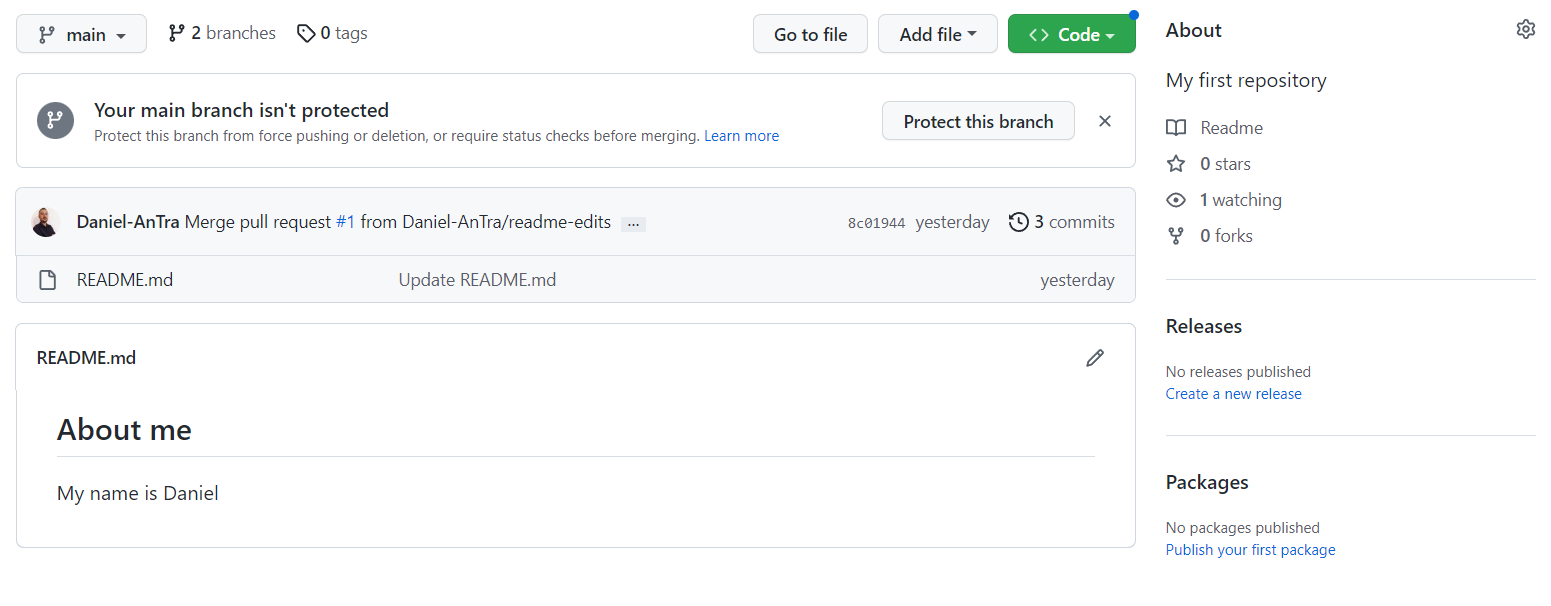 main
2 branches
0 tags
Go to file
Add file
<> Code
Your main branch isn't protected
Protect this branch from force pushing or deletion, or require status checks before merging. Learn more
Protect this branch
Daniel-AnTra Merge pull request #1 from Daniel-AnTra/readme-edits ...
8c01944 yesterday
3 commits
README.md
Update README.md
yesterday
README.md
About me
My name is Daniel
About
My first repository
Readme
0 stars
1 watching
0 forks
Releases
No releases published
Create a new release
Packages
No packages published
Publish your first package